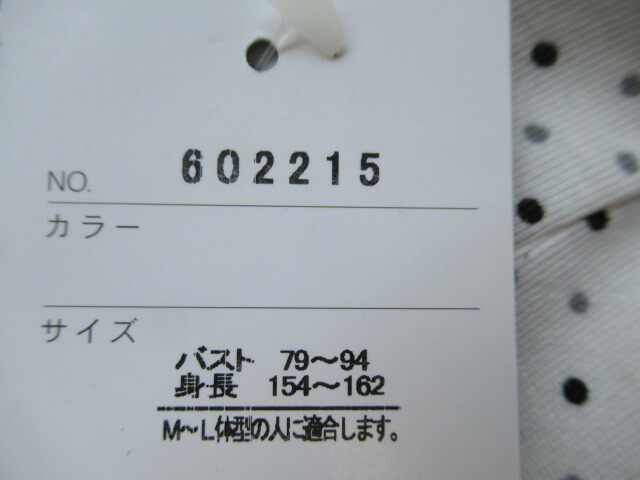 NO. 602215
カラー
サイズ
バスト 79〜94
身長 154〜162
M〜L体型の人に適合します。